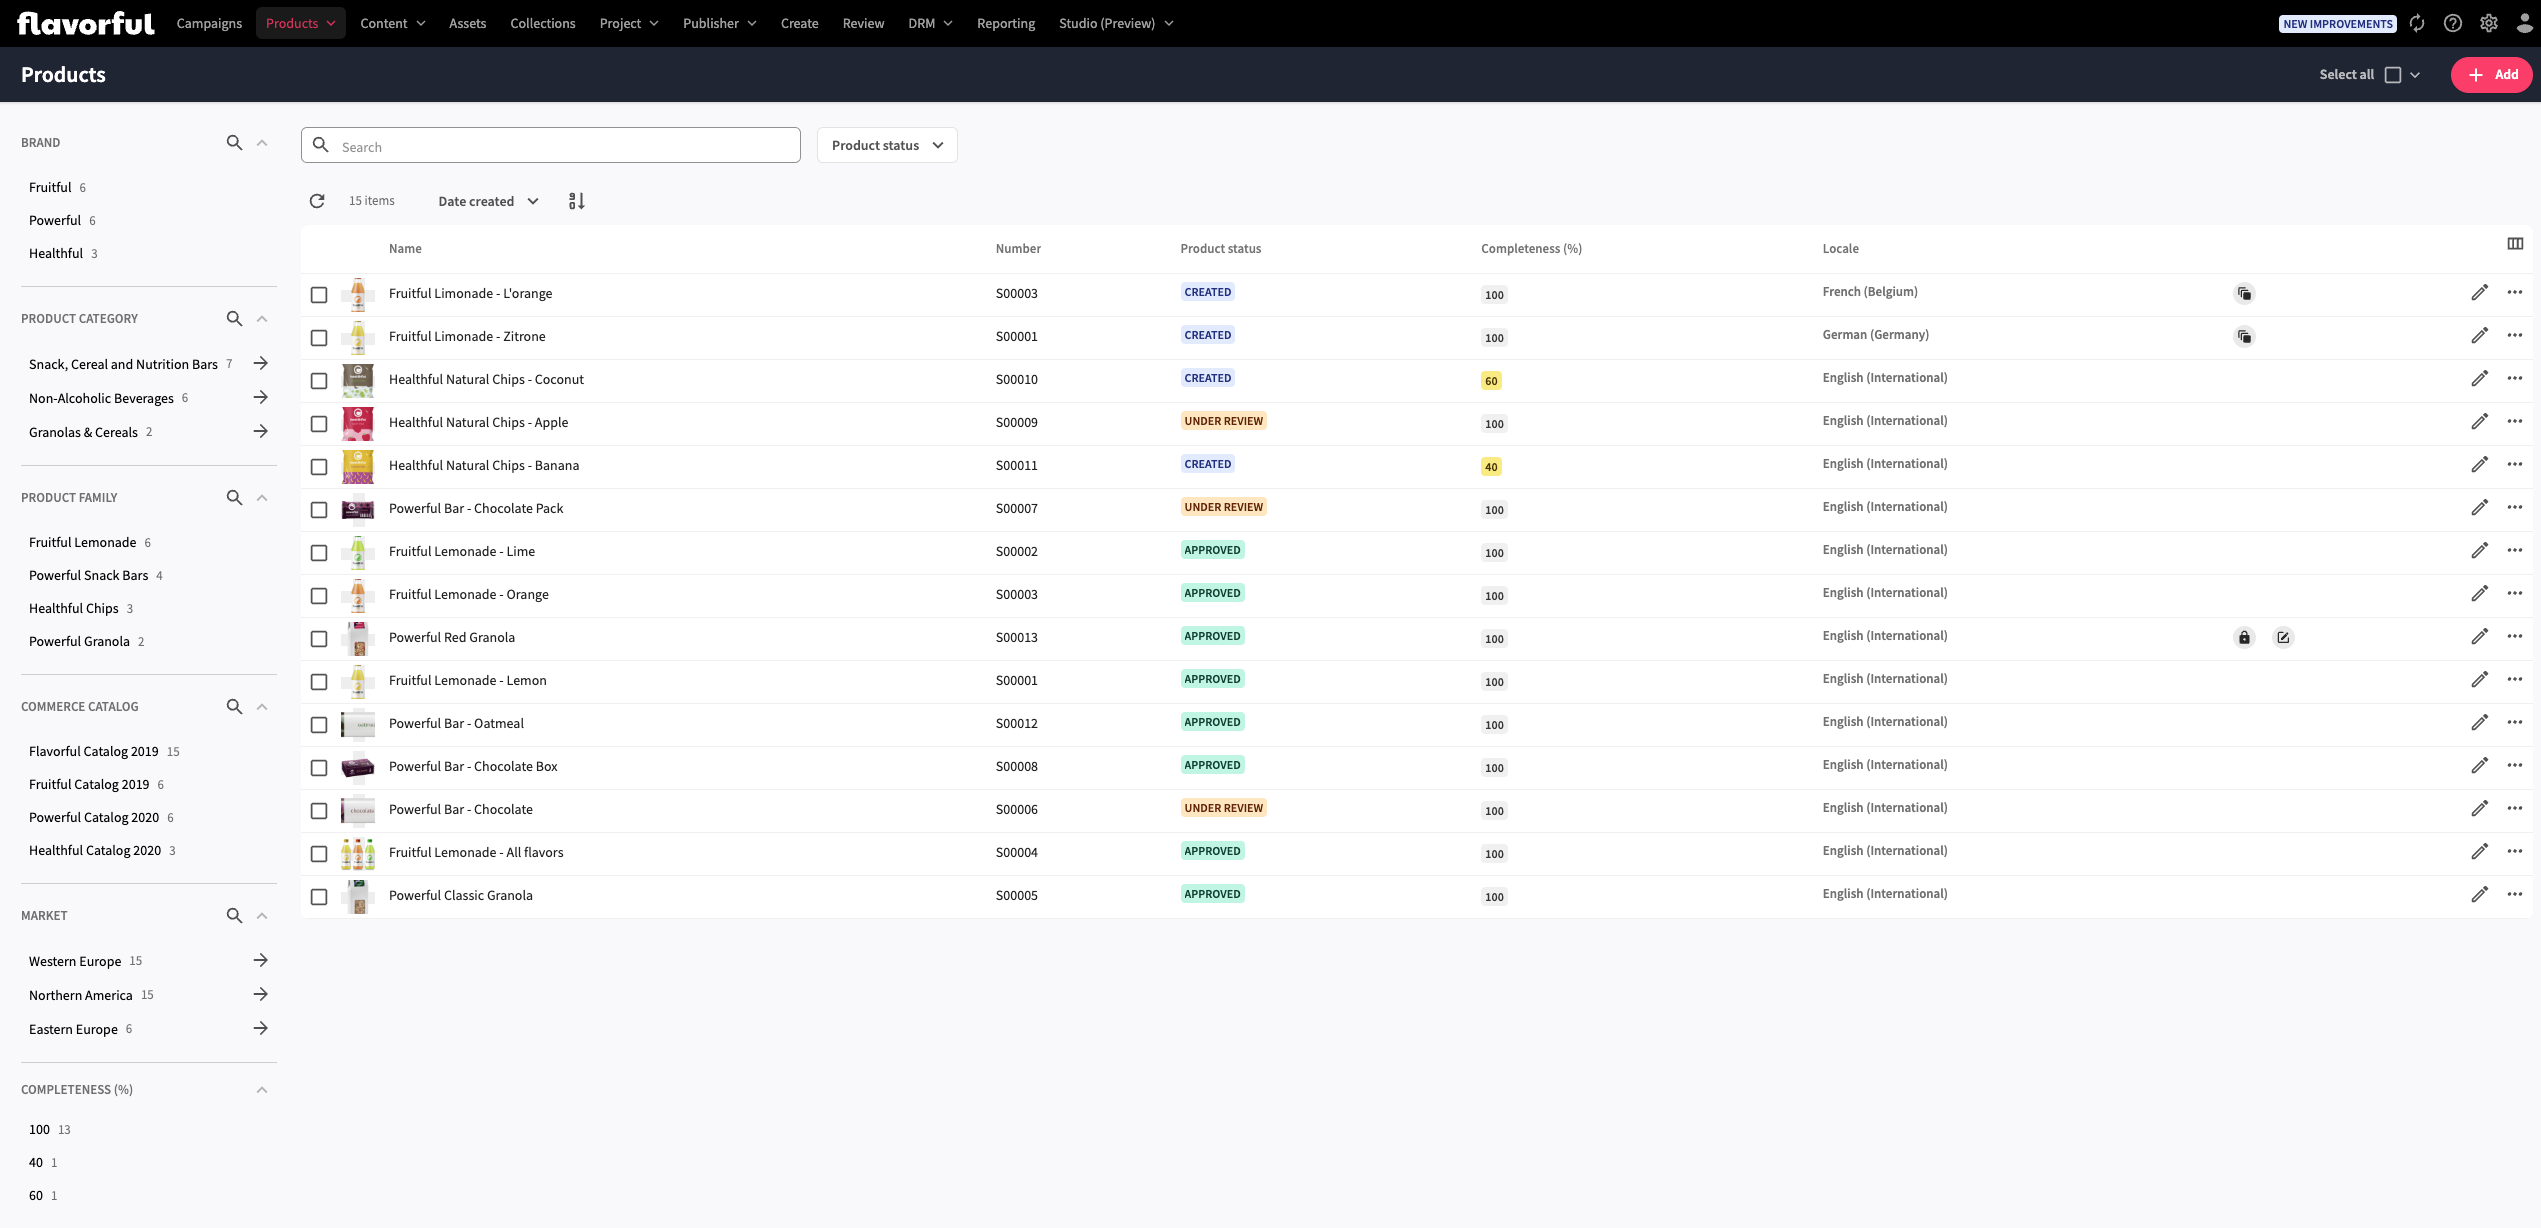 flavorful Campaigns Products Content Assets Collections Project Publisher Create Review DRM Reporting Studio (Preview) NEW IMPROVEMENTS
Products Select all Add
BRAND
Fruitful 6
Powerful 6
Healthful 3
PRODUCT CATEGORY
Snack, Cereal and Nutrition Bars 7
Non-Alcoholic Beverages 6
Granolas & Cereals 2
PRODUCT FAMILY
Fruitful Lemonade 6
Powerful Snack Bars 4
Healthful Chips 3
Powerful Granola 2
COMMERCE CATALOG
Flavorful Catalog 2019 15
Fruitful Catalog 2019 6
Powerful Catalog 2020 6
Healthful Catalog 2020 3
MARKET
Western Europe 15
Northern America 15
Eastern Europe 6
COMPLETENESS (%)
100 13
40 1
60 1
Search Product status
15 items Date created
Name Number Product status Completeness (%) Locale
Fruitful Limonade - L'orange S00003 CREATED 100 French (Belgium)
Fruitful Limonade - Zitrone S00001 CREATED 100 German (Germany)
Healthful Natural Chips - Coconut S00010 CREATED 60 English (International)
Healthful Natural Chips - Apple S00009 UNDER REVIEW 100 English (International)
Healthful Natural Chips - Banana S00011 CREATED 40 English (International)
Powerful Bar - Chocolate Pack S00007 UNDER REVIEW 100 English (International)
Fruitful Lemonade - Lime S00002 APPROVED 100 English (International)
Fruitful Lemonade - Orange S00003 APPROVED 100 English (International)
Powerful Red Granola S00013 APPROVED 100 English (International)
Fruitful Lemonade - Lemon S00001 APPROVED 100 English (International)
Powerful Bar - Oatmeal S00012 APPROVED 100 English (International)
Powerful Bar - Chocolate Box S00008 APPROVED 100 English (International)
Powerful Bar - Chocolate S00006 UNDER REVIEW 100 English (International)
Fruitful Lemonade - All flavors S00004 APPROVED 100 English (International)
Powerful Classic Granola S00005 APPROVED 100 English (International)